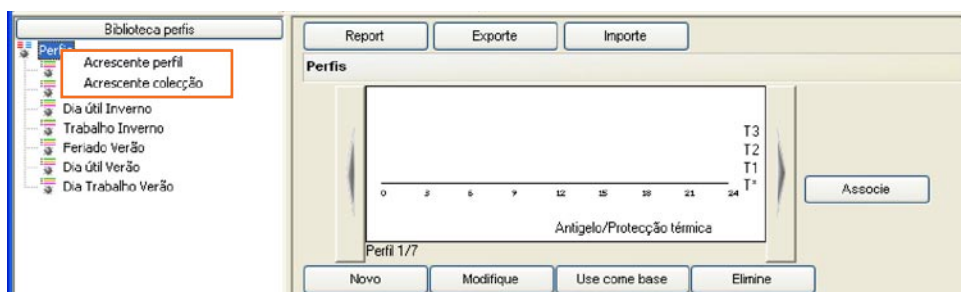 Biblioteca perfis
Perfis
Acrescente perfil
Acrescente colecção
Dia útil Inverno
Trabalho Inverno
Feriado Verão
Dia útil Verão
Dia Trabalho Verão
Report Exporte Importe
Perfis
T3
T2
T1
T*
0 3 6 9 12 15 18 21 24
Antigelo/Protecção térmica
Perfil 1/7
Associe
Novo Modifique Use come base Elimine